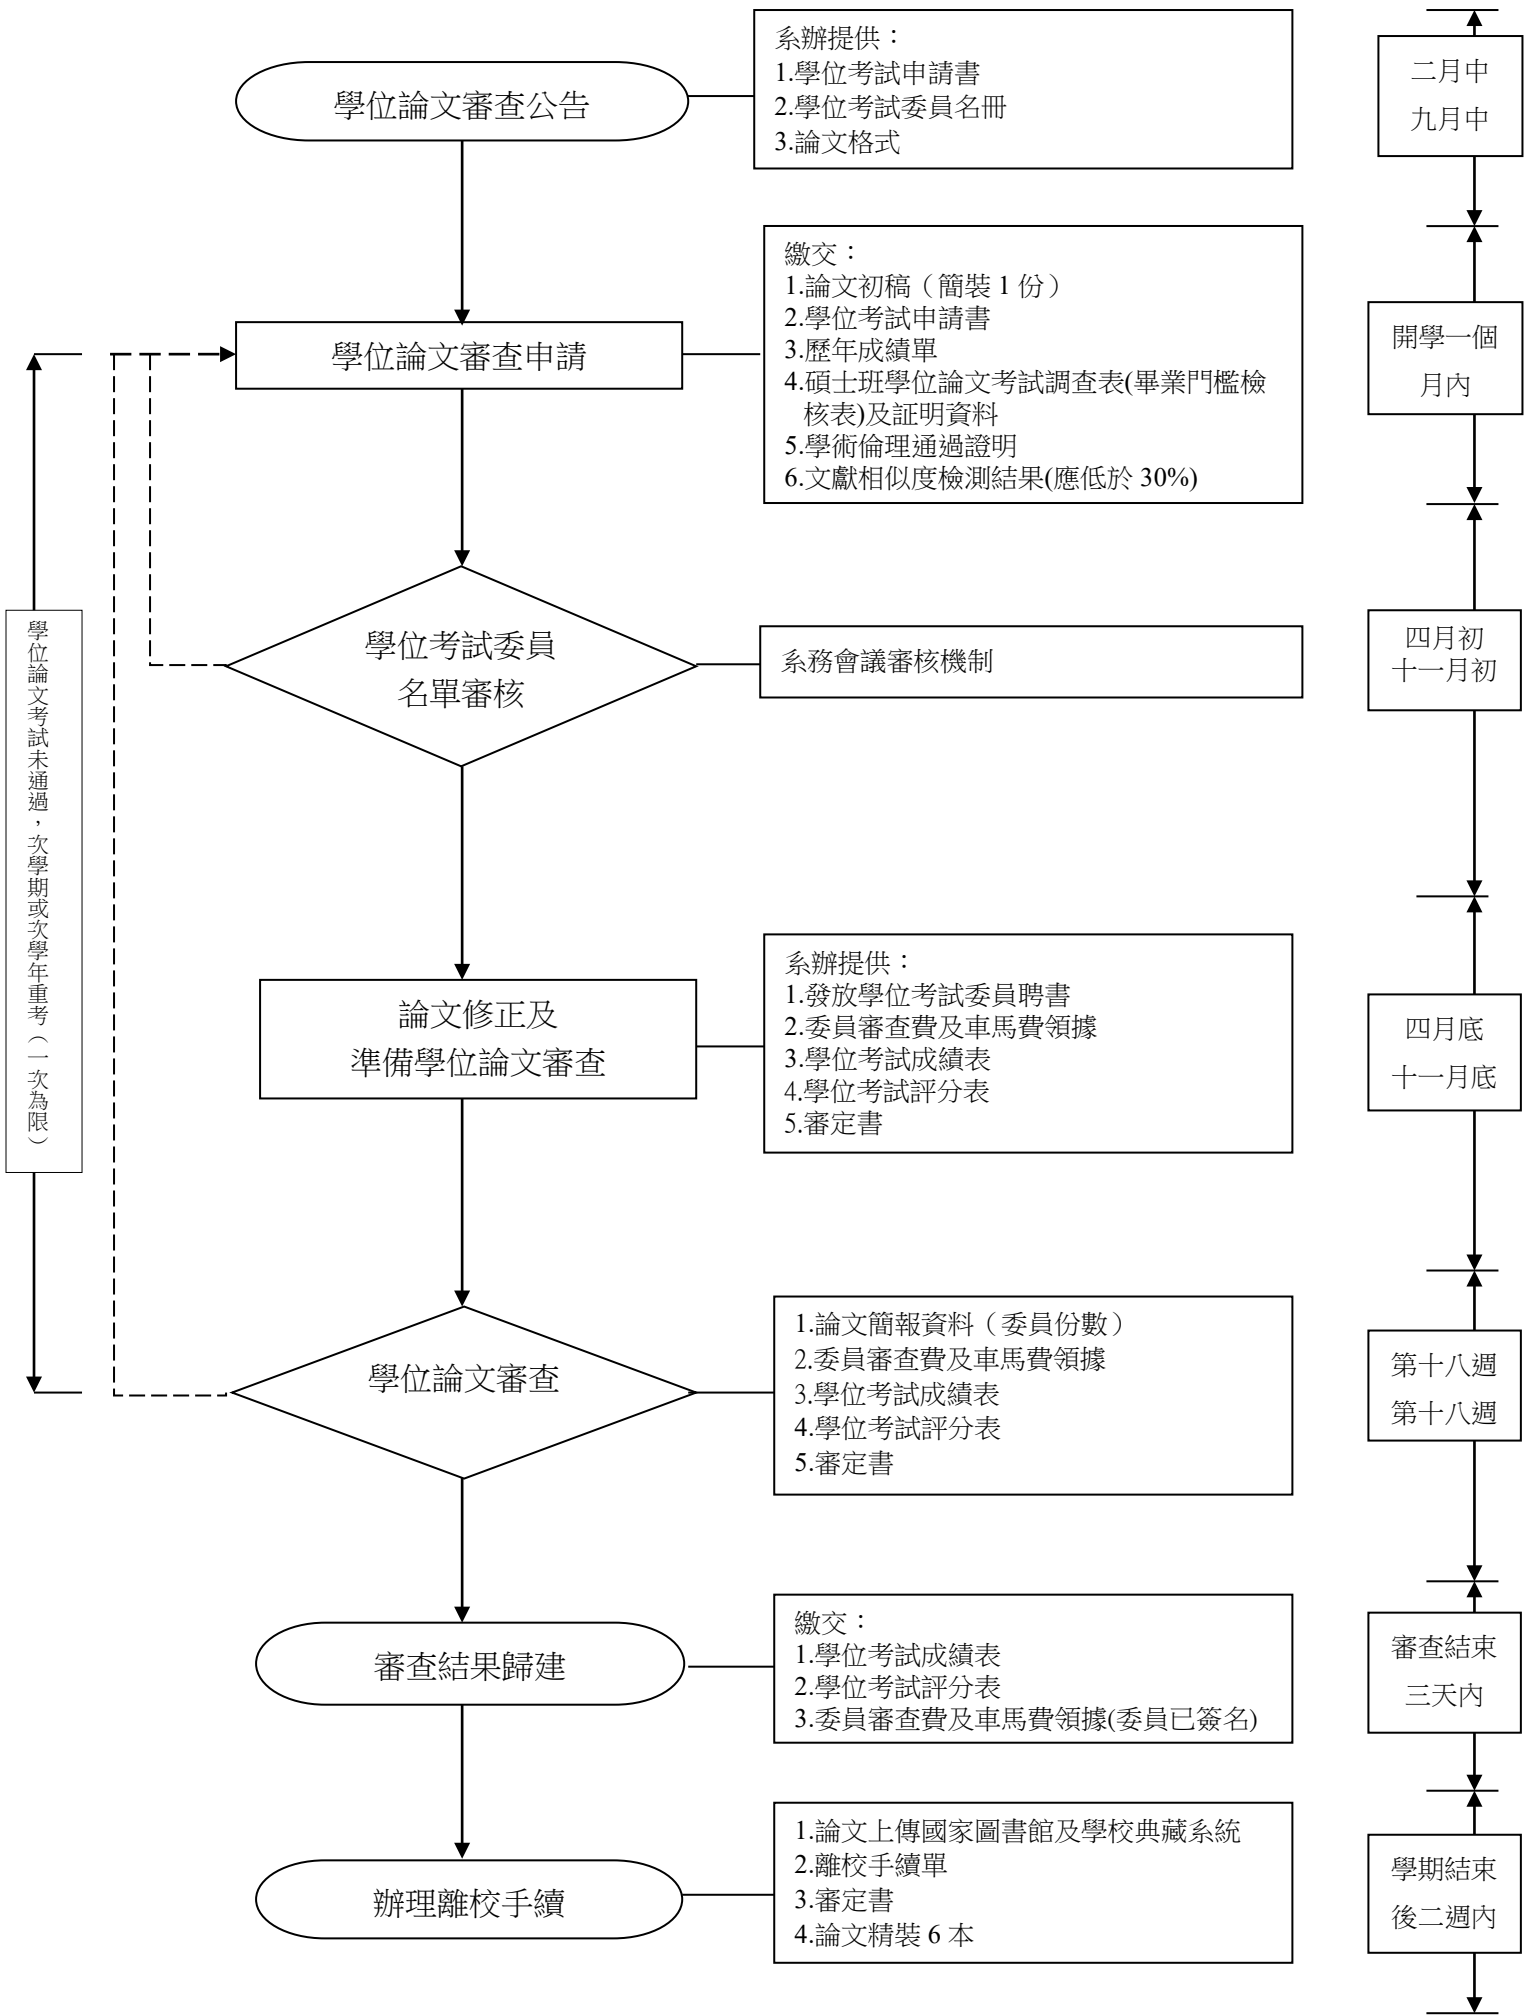 學位論文審查公告
系辦提供：
1.學位考試申請書
2.學位考試委員名冊
3.論文格式
二月中
九月中
學位論文審查申請
繳交：
1.論文初稿（簡裝 1 份）
2.學位考試申請書
3.歷年成績單
4.碩士班學位論文考試調查表(畢業門檻檢
核表)及証明資料
5.學術倫理通過證明
6.文獻相似度檢測結果(應低於 30%)
開學一個
月內
學位論文考試未通過，次學期或次學年重考（一次為限）
學位考試委員
名單審核
系務會議審核機制
四月初
十一月初
論文修正及
準備學位論文審查
系辦提供：
1.發放學位考試委員聘書
2.委員審查費及車馬費領據
3.學位考試成績表
4.學位考試評分表
5.審定書
四月底
十一月底
學位論文審查
1.論文簡報資料（委員份數）
2.委員審查費及車馬費領據
3.學位考試成績表
4.學位考試評分表
5.審定書
第十八週
第十八週
審查結果歸建
繳交：
1.學位考試成績表
2.學位考試評分表
3.委員審查費及車馬費領據(委員已簽名)
審查結束
三天內
辦理離校手續
1.論文上傳國家圖書館及學校典藏系統
2.離校手續單
3.審定書
4.論文精裝 6 本
學期結束
後二週內